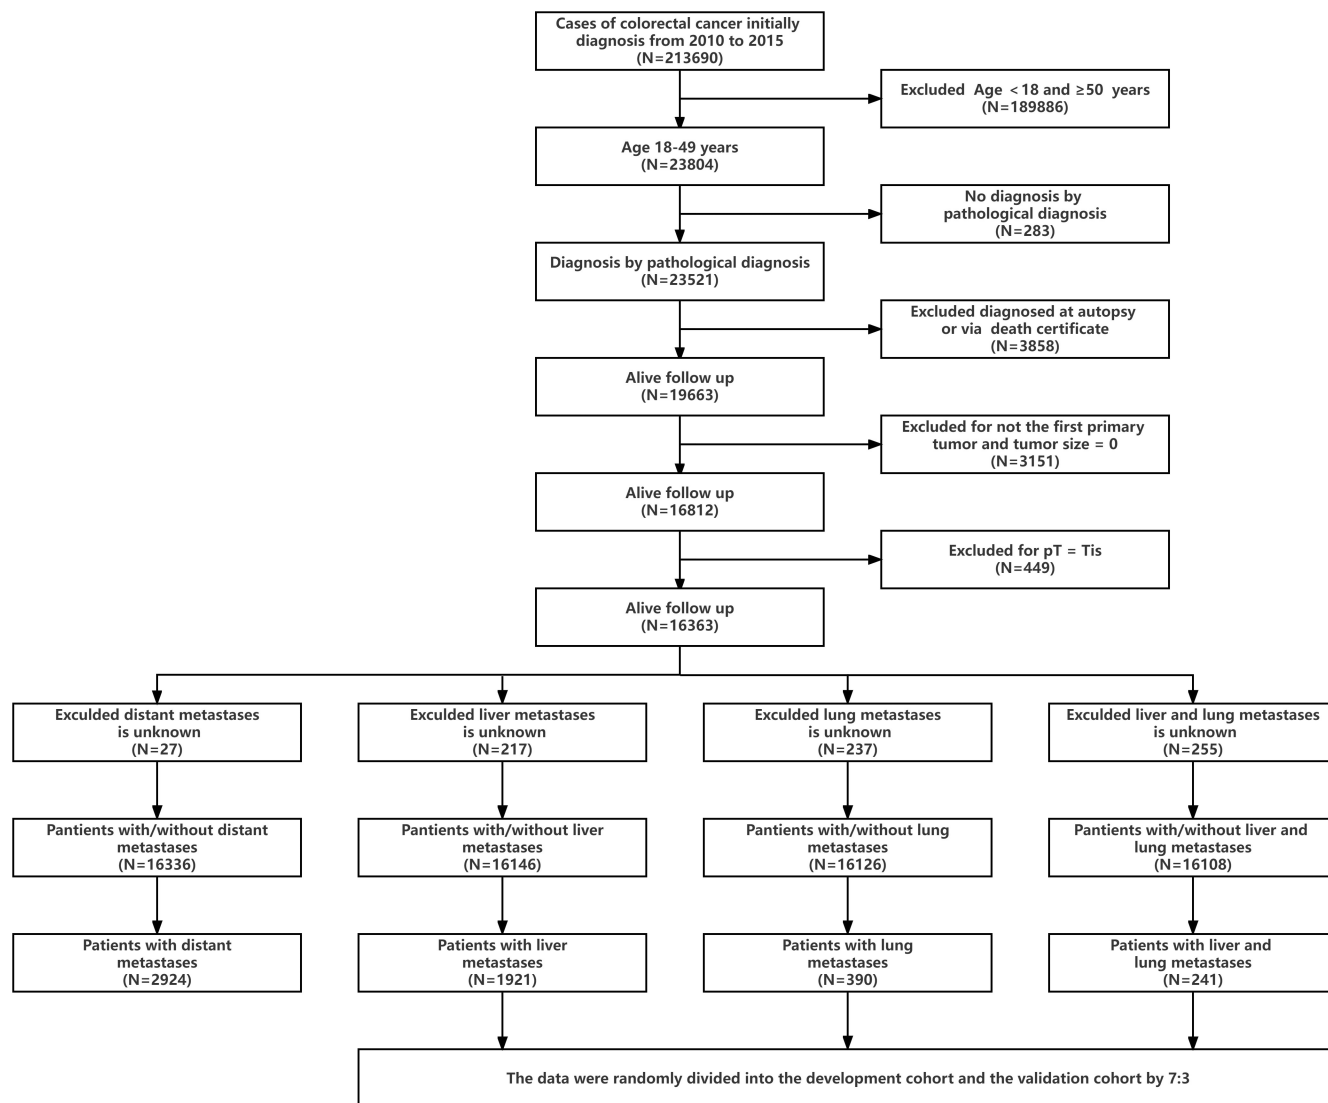 Cases of colorectal cancer initially
diagnosis from 2010 to 2015
(N=213690)
Excluded Age <18 and ≥50 years
(N=189886)
Age 18-49 years
(N=23804)
No diagnosis by
pathological diagnosis
(N=283)
Diagnosis by pathological diagnosis
(N=23521)
Excluded diagnosed at autopsy
or via death certificate
(N=3858)
Alive follow up
(N=19663)
Excluded for not the first primary
tumor and tumor size = 0
(N=3151)
Alive follow up
(N=16812)
Excluded for pT = Tis
(N=449)
Alive follow up
(N=16363)
Exculded distant metastases
is unknown
(N=27)
Exculded liver metastases
is unknown
(N=217)
Exculded lung metastases
is unknown
(N=237)
Exculded liver and lung metastases
is unknown
(N=255)
Pantients with/without distant
metastases
(N=16336)
Pantients with/without liver
metastases
(N=16146)
Pantients with/without lung
metastases
(N=16126)
Pantients with/without liver and
lung metastases
(N=16108)
Patients with distant
metastases
(N=2924)
Patients with liver
metastases
(N=1921)
Patients with lung
metastases
(N=390)
Patients with liver and
lung metastases
(N=241)
The data were randomly divided into the development cohort and the validation cohort by 7:3